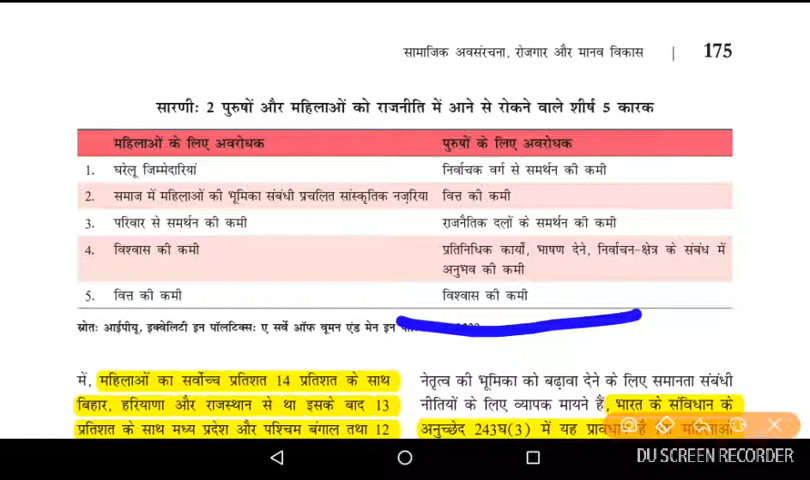 सामाजिक अवसंरचना, रोज़गार और मानव विकास | 175
सारणी: 2 पुरुषों और महिलाओं को राजनीति में आने से रोकने वाले शीर्ष 5 कारक
महिलाओं के लिए अवरोधक पुरुषों के लिए अवरोधक
1. घरेलू जिम्मेदारियां निर्वाचक वर्ग से समर्थन की कमी
2. समाज में महिलाओं की भूमिका संबंधी प्रचलित सांस्कृतिक नज़रिया वित्त की कमी
3. परिवार से समर्थन की कमी राजनैतिक दलों के समर्थन की कमी
4. विश्वास की कमी प्रतिनिधिक कार्यों, भाषण देने, निर्वाचन-क्षेत्र के संबंध में
अनुभव की कमी
5. वित्त की कमी विश्वास की कमी
स्रोत: आईपीयू, इक्वेलिटी इन पॉलटिक्स: ए सर्वे ऑफ वूमन एंड मेन इन
में, महिलाओं का सर्वोच्च प्रतिशत 14 प्रतिशत के साथ
बिहार, हरियाणा और राजस्थान से था इसके बाद 13
प्रतिशत के साथ मध्य प्रदेश और पश्चिम बंगाल तथा 12
नेतृत्व की भूमिका को बढ़ावा देने के लिए समानता संबंधी
नीतियों के लिए व्यापक मायने हैं, भारत के संविधान के
अनुच्छेद 243घ(3) में यह प्रावधान है महिलाओं
DU SCREEN RECORDER